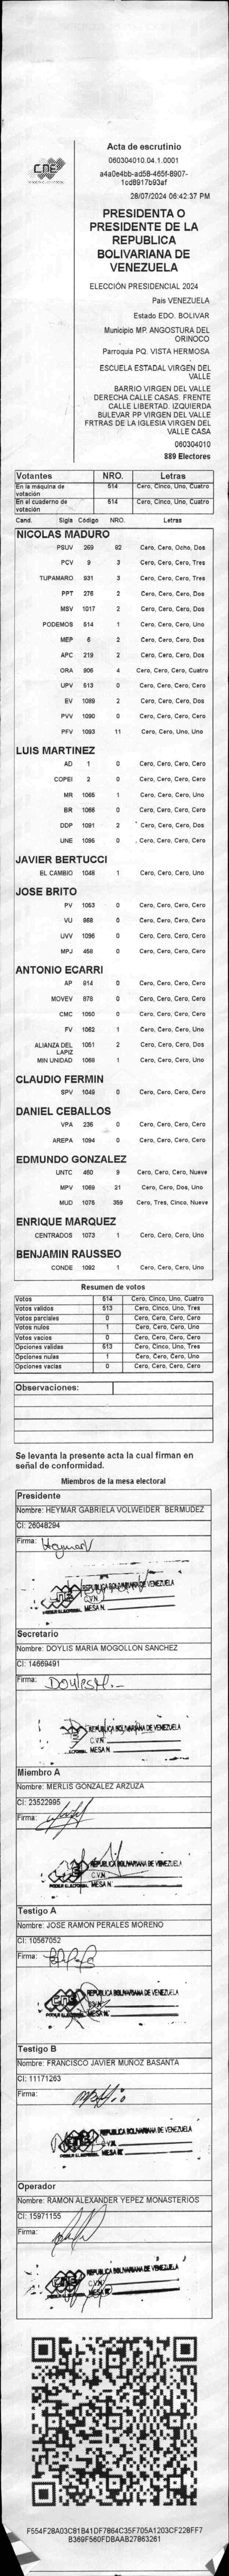 CNE
Acta de escrutinio
060304010.04.1.0001
a4a0e4bb-ad58-465f-8907-
1cd8917b93af
28/07/2024 06:42:37 PM
PRESIDENTA O
PRESIDENTE DE LA
REPUBLICA
BOLIVARIANA DE
VENEZUELA
ELECCIÓN PRESIDENCIAL 2024
Pais VENEZUELA
Estado EDO. BOLIVAR
Municipio MP. ANGOSTURA DEL
ORINOCO
Parroquia PQ. VISTA HERMOSA
ESCUELA ESTADAL VIRGEN DEL
VALLE
BARRIO VIRGEN DEL VALLE
DERECHA CALLE CASAS. FRENTE
CALLE LIBERTAD. IZQUIERDA
BULEVAR PP VIRGEN DEL VALLE
FRTRAS DE LA IGLESIA VIRGEN DEL
VALLE CASA
060304010
889 Electores
Votantes NRO. Letras
En la máquina de votación 514 Cero, Cinco, Uno, Cuatro
En el cuaderno de votación 514 Cero, Cinco, Uno, Cuatro
Cand. Sigla Código NRO. Letras
NICOLAS MADURO
PSUV 269 82 Cero, Cero, Ocho, Dos
PCV 9 3 Cero, Cero, Cero, Tres
TUPAMARO 931 3 Cero, Cero, Cero, Tres
PPT 276 2 Cero, Cero, Cero, Dos
MSV 1017 2 Cero, Cero, Cero, Dos
PODEMOS 514 1 Cero, Cero, Cero, Uno
MEP 6 2 Cero, Cero, Cero, Dos
APC 219 2 Cero, Cero, Cero, Dos
ORA 906 4 Cero, Cero, Cero, Cuatro
UPV 513 0 Cero, Cero, Cero, Cero
EV 1089 2 Cero, Cero, Cero, Dos
PVV 1090 0 Cero, Cero, Cero, Cero
PFV 1093 11 Cero, Cero, Uno, Uno
LUIS MARTINEZ
AD 1 0 Cero, Cero, Cero, Cero
COPEI 2 0 Cero, Cero, Cero, Cero
MR 1065 1 Cero, Cero, Cero, Uno
BR 1066 0 Cero, Cero, Cero, Cero
DDP 1091 2 Cero, Cero, Cero, Dos
UNE 1095 0 Cero, Cero, Cero, Cero
JAVIER BERTUCCI
EL CAMBIO 1048 1 Cero, Cero, Cero, Uno
JOSE BRITO
PV 1053 0 Cero, Cero, Cero, Cero
VU 968 0 Cero, Cero, Cero, Cero
UVV 1096 0 Cero, Cero, Cero, Cero
MPJ 458 0 Cero, Cero, Cero, Cero
ANTONIO ECARRI
AP 914 0 Cero, Cero, Cero, Cero
MOVEV 878 0 Cero, Cero, Cero, Cero
CMC 1050 0 Cero, Cero, Cero, Cero
FV 1062 1 Cero, Cero, Cero, Uno
ALIANZA DEL LAPIZ 1051 2 Cero, Cero, Cero, Dos
MIN UNIDAD 1068 1 Cero, Cero, Cero, Uno
CLAUDIO FERMIN
SPV 1049 0 Cero, Cero, Cero, Cero
DANIEL CEBALLOS
VPA 236 0 Cero, Cero, Cero, Cero
AREPA 1094 0 Cero, Cero, Cero, Cero
EDMUNDO GONZALEZ
UNTC 460 9 Cero, Cero, Cero, Nueve
MPV 1069 21 Cero, Cero, Dos, Uno
MUD 1075 359 Cero, Tres, Cinco, Nueve
ENRIQUE MARQUEZ
CENTRADOS 1073 1 Cero, Cero, Cero, Uno
BENJAMIN RAUSSEO
CONDE 1092 1 Cero, Cero, Cero, Uno
Resumen de votos
Votos 514 Cero, Cinco, Uno, Cuatro
Votos validos 513 Cero, Cinco, Uno, Tres
Votos parciales 0 Cero, Cero, Cero, Cero
Votos nulos 1 Cero, Cero, Cero, Uno
Votos vacios 0 Cero, Cero, Cero, Cero
Opciones validas 513 Cero, Cinco, Uno, Tres
Opciones nulas 1 Cero, Cero, Cero, Uno
Opciones vacias 0 Cero, Cero, Cero, Cero
Observaciones:
Se levanta la presente acta la cual firman en
señal de conformidad.
Miembros de la mesa electoral
Presidente
Nombre: HEYMAR GABRIELA VOLWEIDER BERMUDEZ
CI: 26048294
Firma: HeymarV
REPUBLICA BOLIVARIANA DE VENEZUELA
C.V.N.
PODER ELECTORAL MESA N.
Secretario
Nombre: DOYLIS MARIA MOGOLLON SANCHEZ
CI: 14669491
Firma: DoylisM.-
REPUBLICA BOLIVARIANA DE VENEZUELA
C.V.N.
MESA N.
Miembro A
Nombre: MERLIS GONZALEZ ARZUZA
CI: 23522995
Firma:
REPUBLICA BOLIVARIANA DE VENEZUELA
C.V.N.
PODER ELECTORAL MESA N.
Testigo A
Nombre: JOSE RAMON PERALES MORENO
CI: 10567052
Firma:
CNE REPUBLICA BOLIVARIANA DE VENEZUELA
MESA N.
Testigo B
Nombre: FRANCISCO JAVIER MUÑOZ BASANTA
CI: 11171263
Firma:
CNE REPUBLICA BOLIVARIANA DE VENEZUELA
PODER ELECTORAL MESA N.
Operador
Nombre: RAMON ALEXANDER YEPEZ MONASTERIOS
CI: 15971155
Firma:
CNE REPUBLICA BOLIVARIANA DE VENEZUELA
C.V.N.
PODER ELECTORAL MESA N.
F554F28A03C81B41DF7864C35F705A1203CF228FF7
B369F560FDBAAB27863261